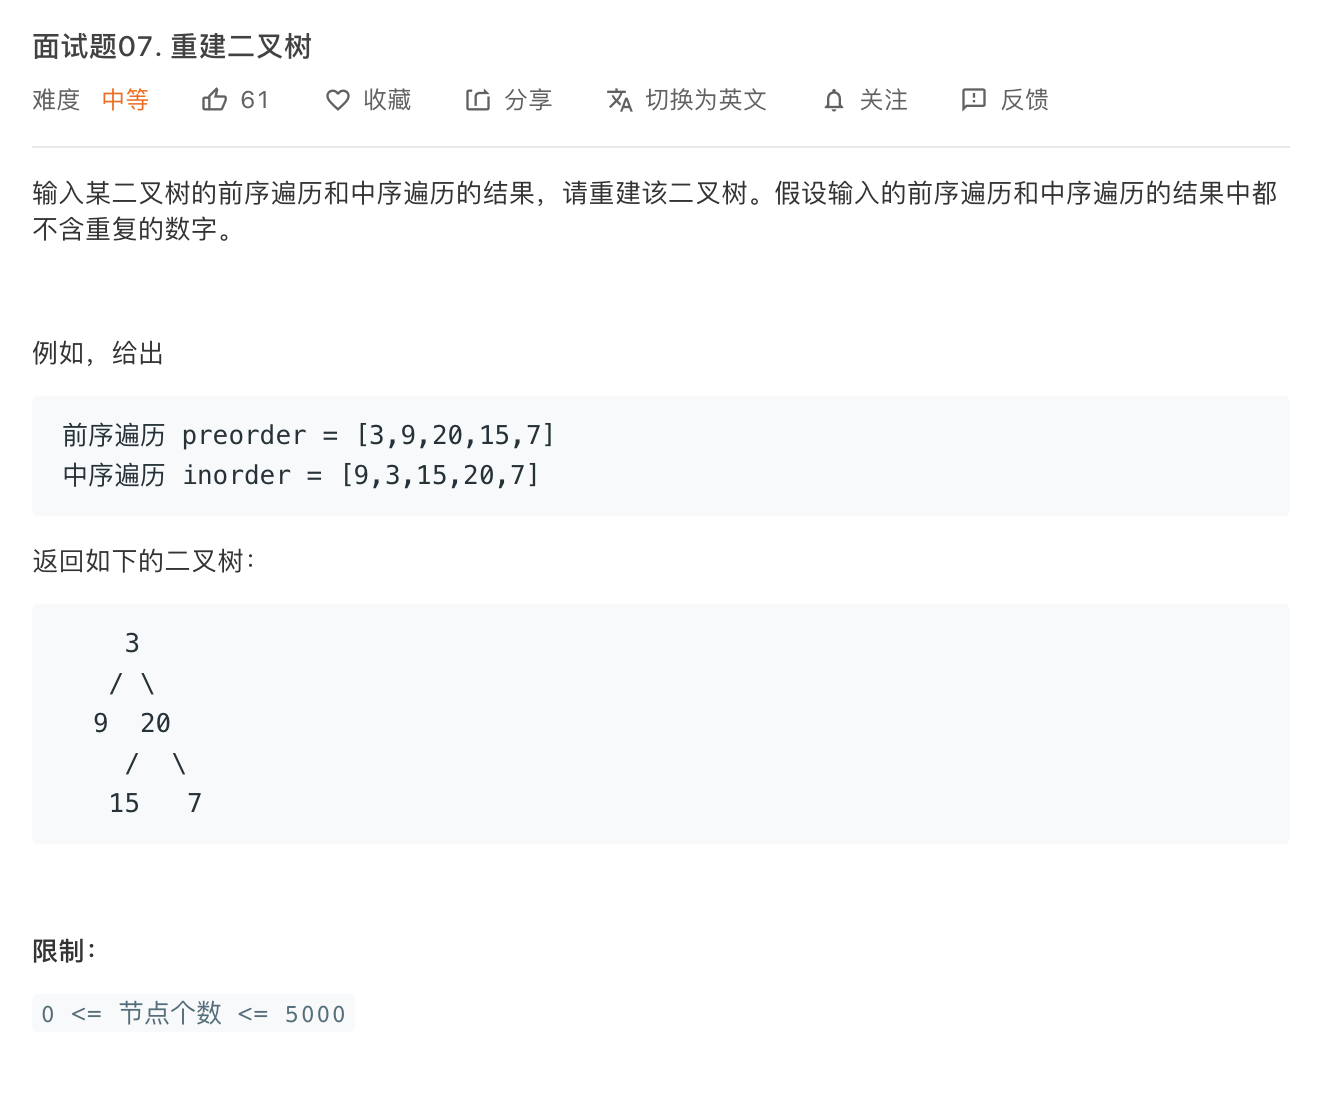 面试题07. 重建二叉树
难度 中等 61 收藏 分享 切换为英文 关注 反馈
输入某二叉树的前序遍历和中序遍历的结果，请重建该二叉树。假设输入的前序遍历和中序遍历的结果中都
不含重复的数字。
例如，给出
前序遍历 preorder = [3,9,20,15,7]
中序遍历 inorder = [9,3,15,20,7]
返回如下的二叉树：
3
/ \
9 20
/ \
15 7
限制：
0 <= 节点个数 <= 5000